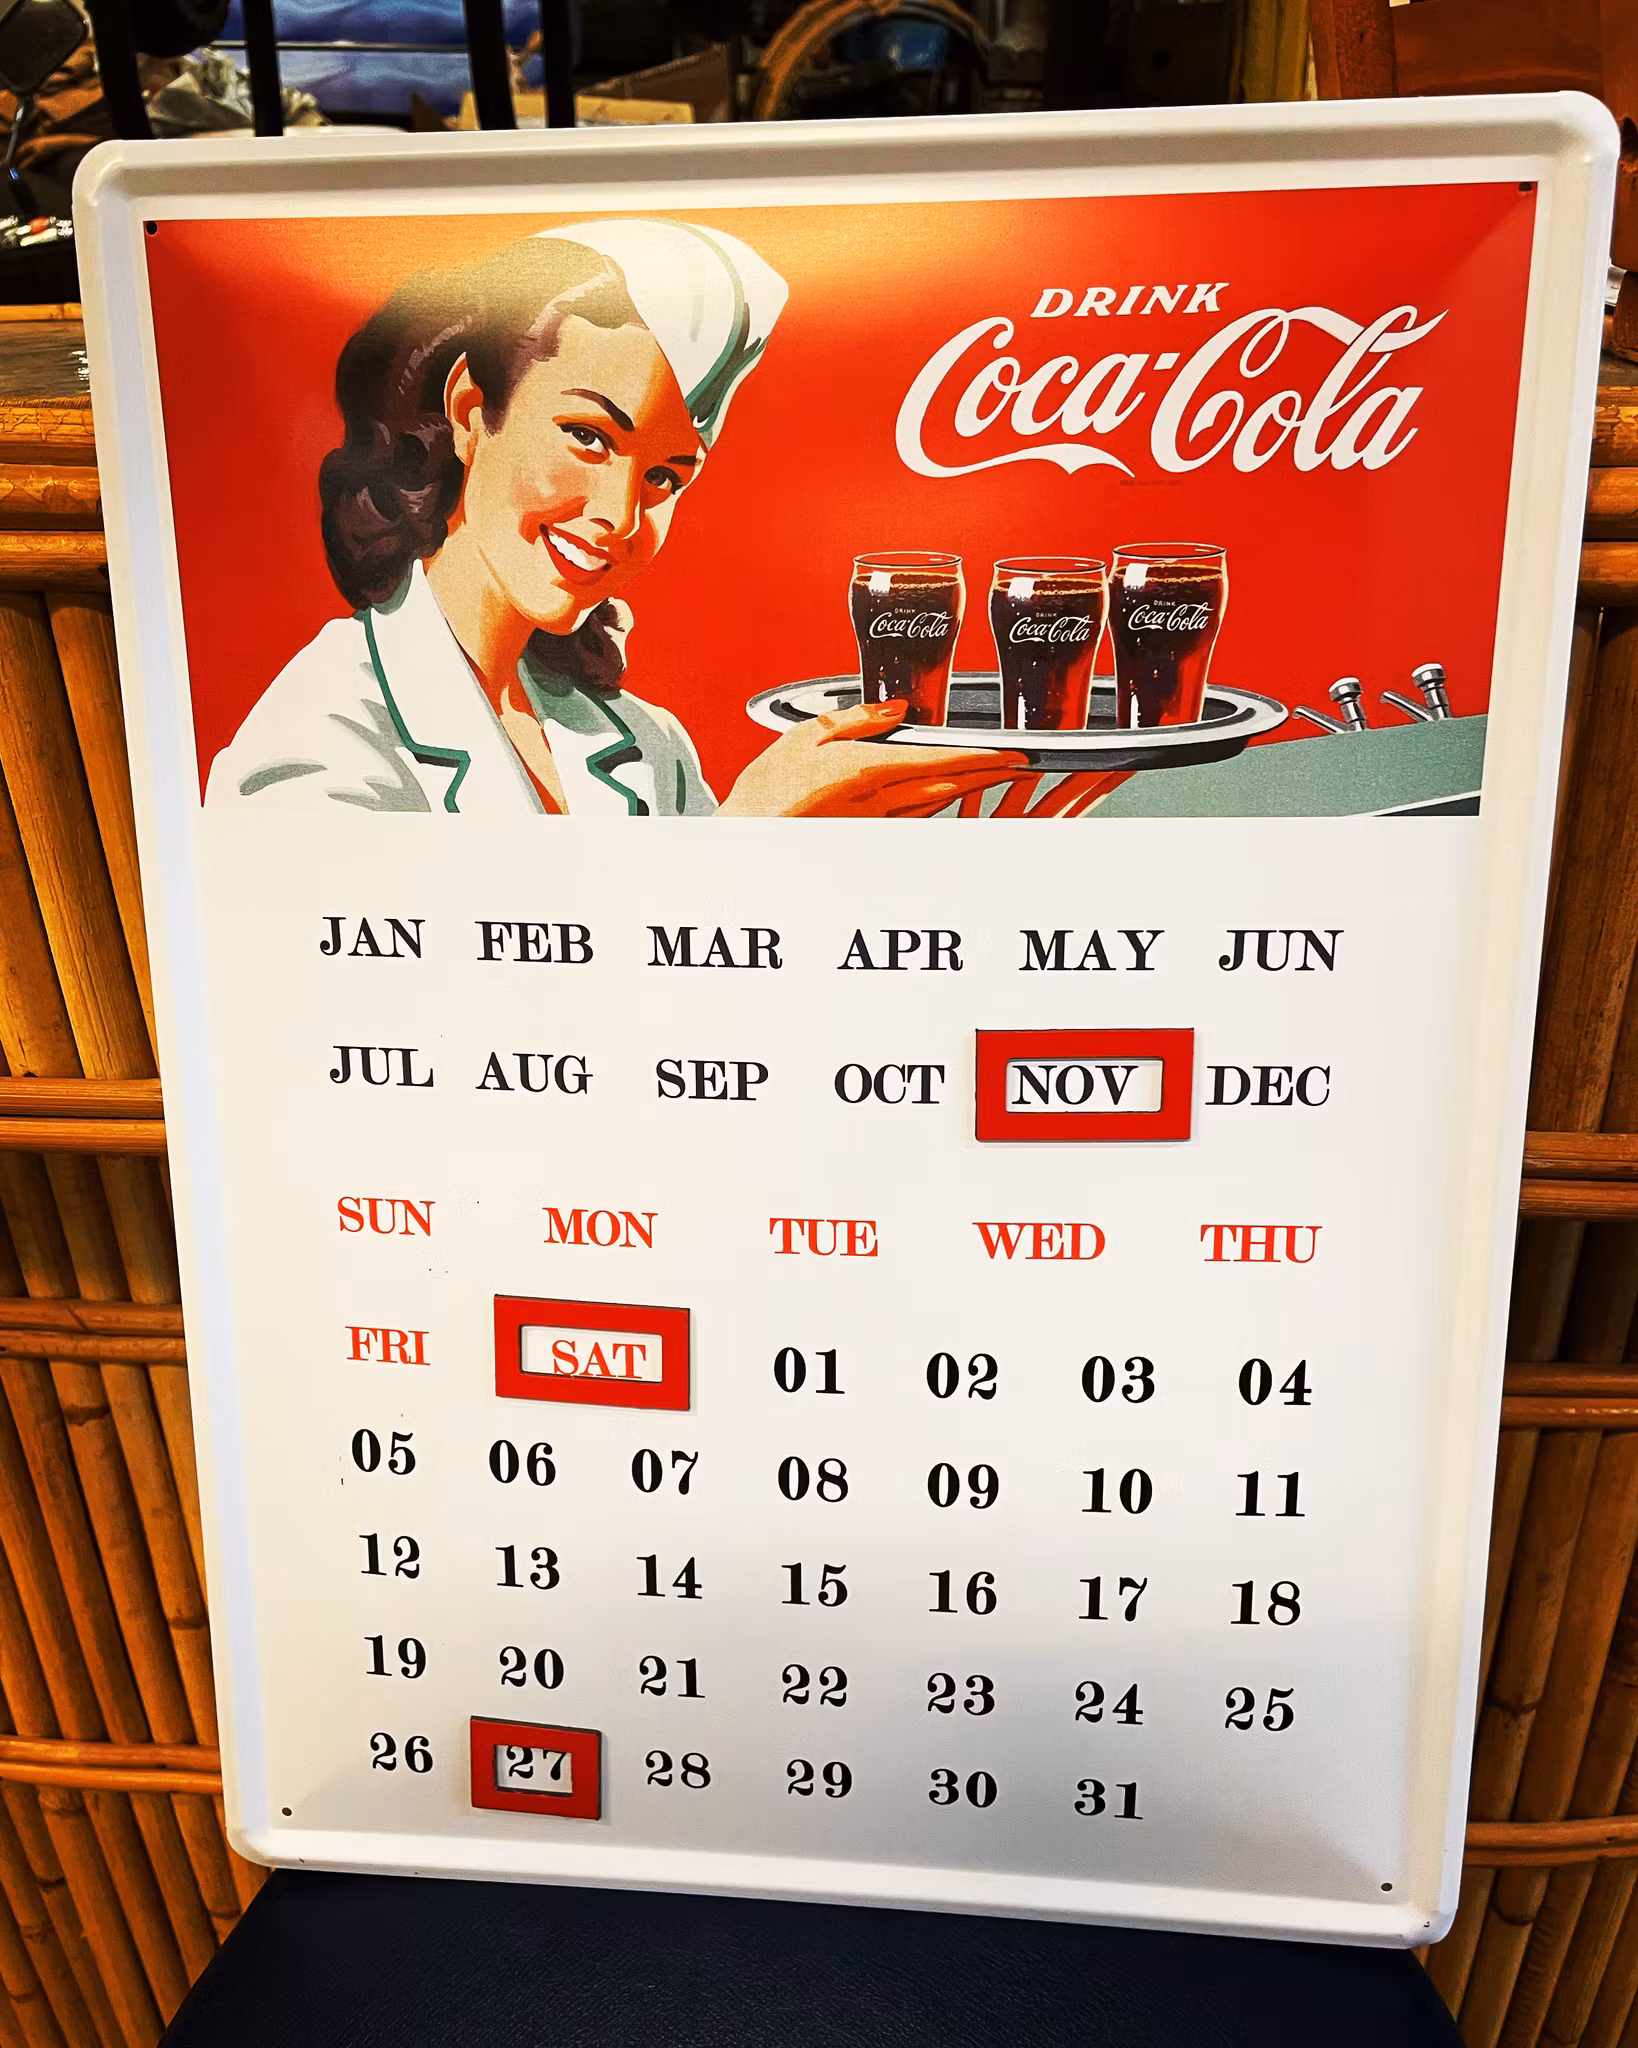 DRINK
Coca-Cola
DRINK
Coca-Cola
DRINK
Coca-Cola
DRINK
Coca-Cola
JAN FEB MAR APR MAY JUN
JUL AUG SEP OCT NOV DEC
SUN MON TUE WED THU
FRI SAT 01 02 03 04
05 06 07 08 09 10 11
12 13 14 15 16 17 18
19 20 21 22 23 24 25
26 27 28 29 30 31